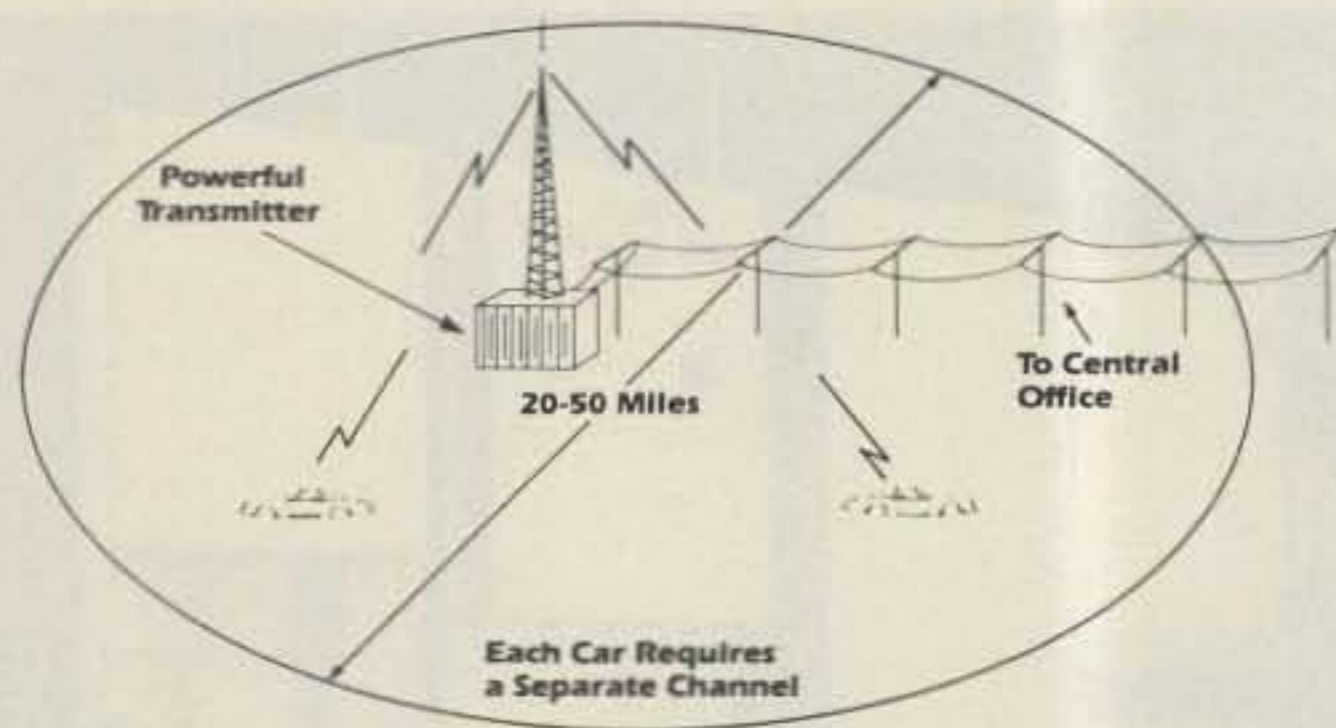 Powerful
Transmitter
20-50 Miles
To Central
Office
Each Car Requires
a Separate Channel